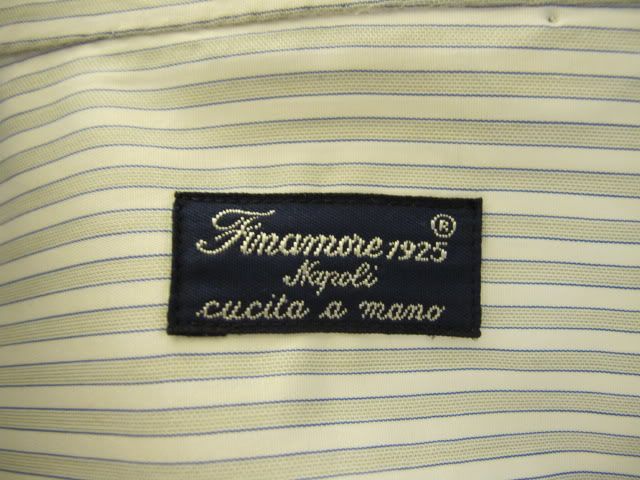 Finamore 1925 ®
Napoli
cucita a mano